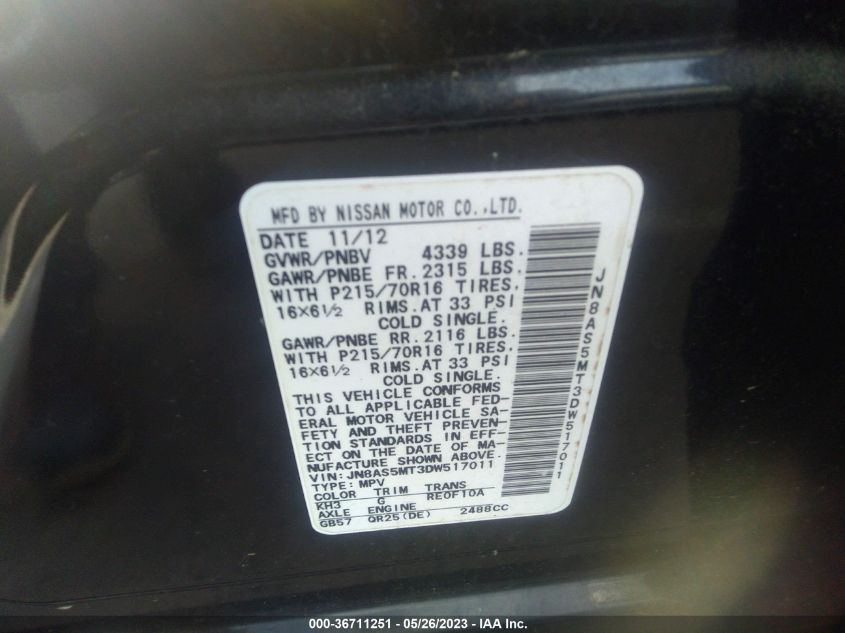 MFD BY NISSAN MOTOR CO.,LTD.
DATE 11/12
GVWR/PNBV 4339 LBS.
GAWR/PNBE FR. 2315 LBS.
WITH P215/70R16 TIRES.
16×6½ RIMS.AT 33 PSI
COLD SINGLE.
GAWR/PNBE RR. 2116 LBS.
WITH P215/70R16 TIRES.
16×6½ RIMS.AT 33 PSI
COLD SINGLE.
THIS VEHICLE CONFORMS
TO ALL APPLICABLE FED-
ERAL MOTOR VEHICLE SA-
FETY AND THEFT PREVEN-
TION STANDARDS IN EFF-
ECT ON THE DATE OF MA-
NUFACTURE SHOWN ABOVE.
VIN:JN8AS5MT3DW517011
TYPE:MPV
COLOR TRIM TRANS
KH3 G RE0F10A
AXLE ENGINE
GB57 QR25(DE) 2488CC
JN8AS5MT3DW517011
000-36711251 - 05/26/2023 - IAA Inc.